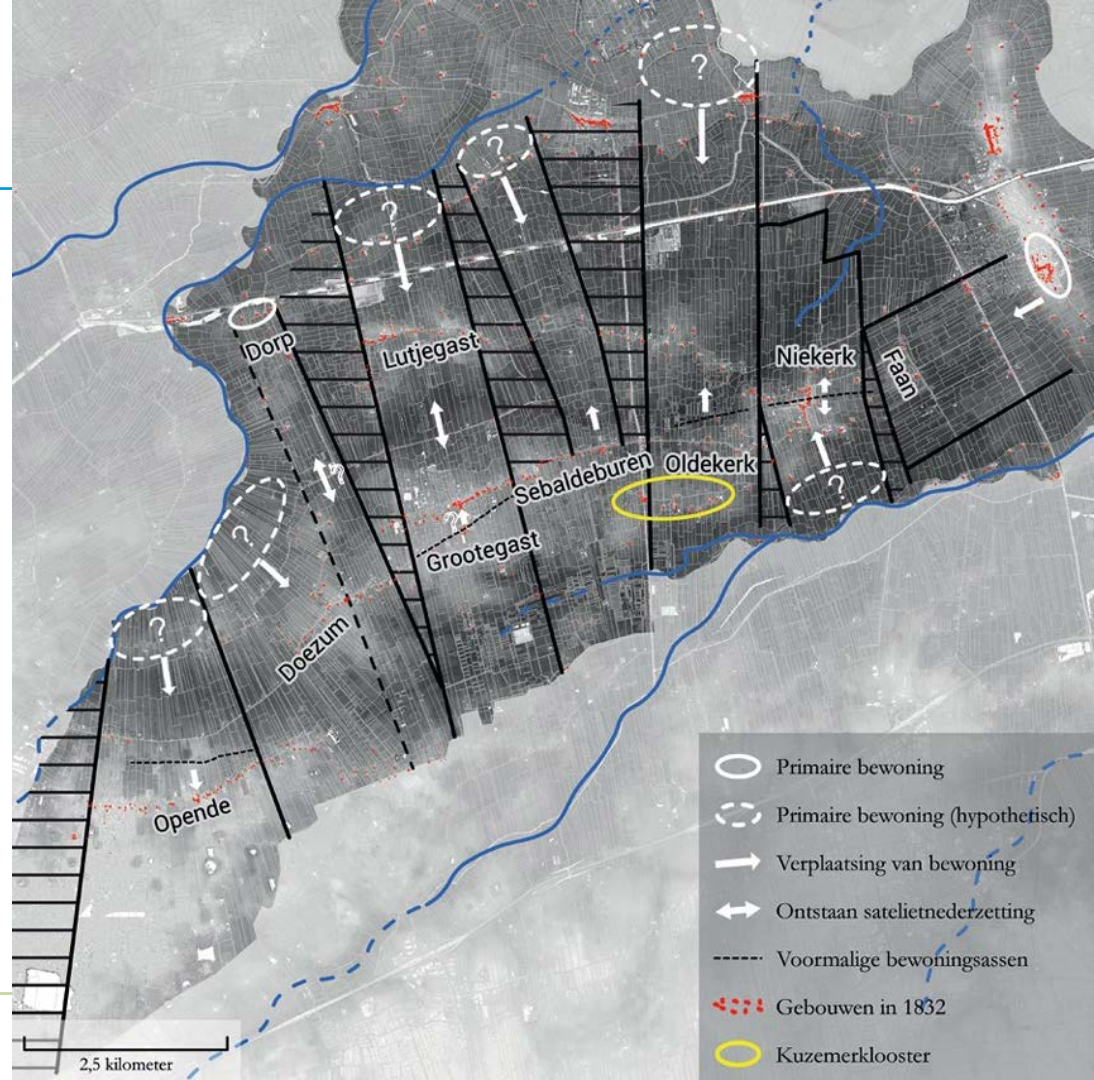 ?
?
?
Dorp
Lutjegast
Niekerk
Faan
?
Sebaldeburen
Oldekerk
?
?
?
Grootegast
?
Doezum
Opende
Primaire bewoning
Primaire bewoning (hypothetisch)
Verplaatsing van bewoning
Ontstaan satelietnederzetting
Voormalige bewoningsassen
Gebouwen in 1832
Kuzemerklooster
2,5 kilometer